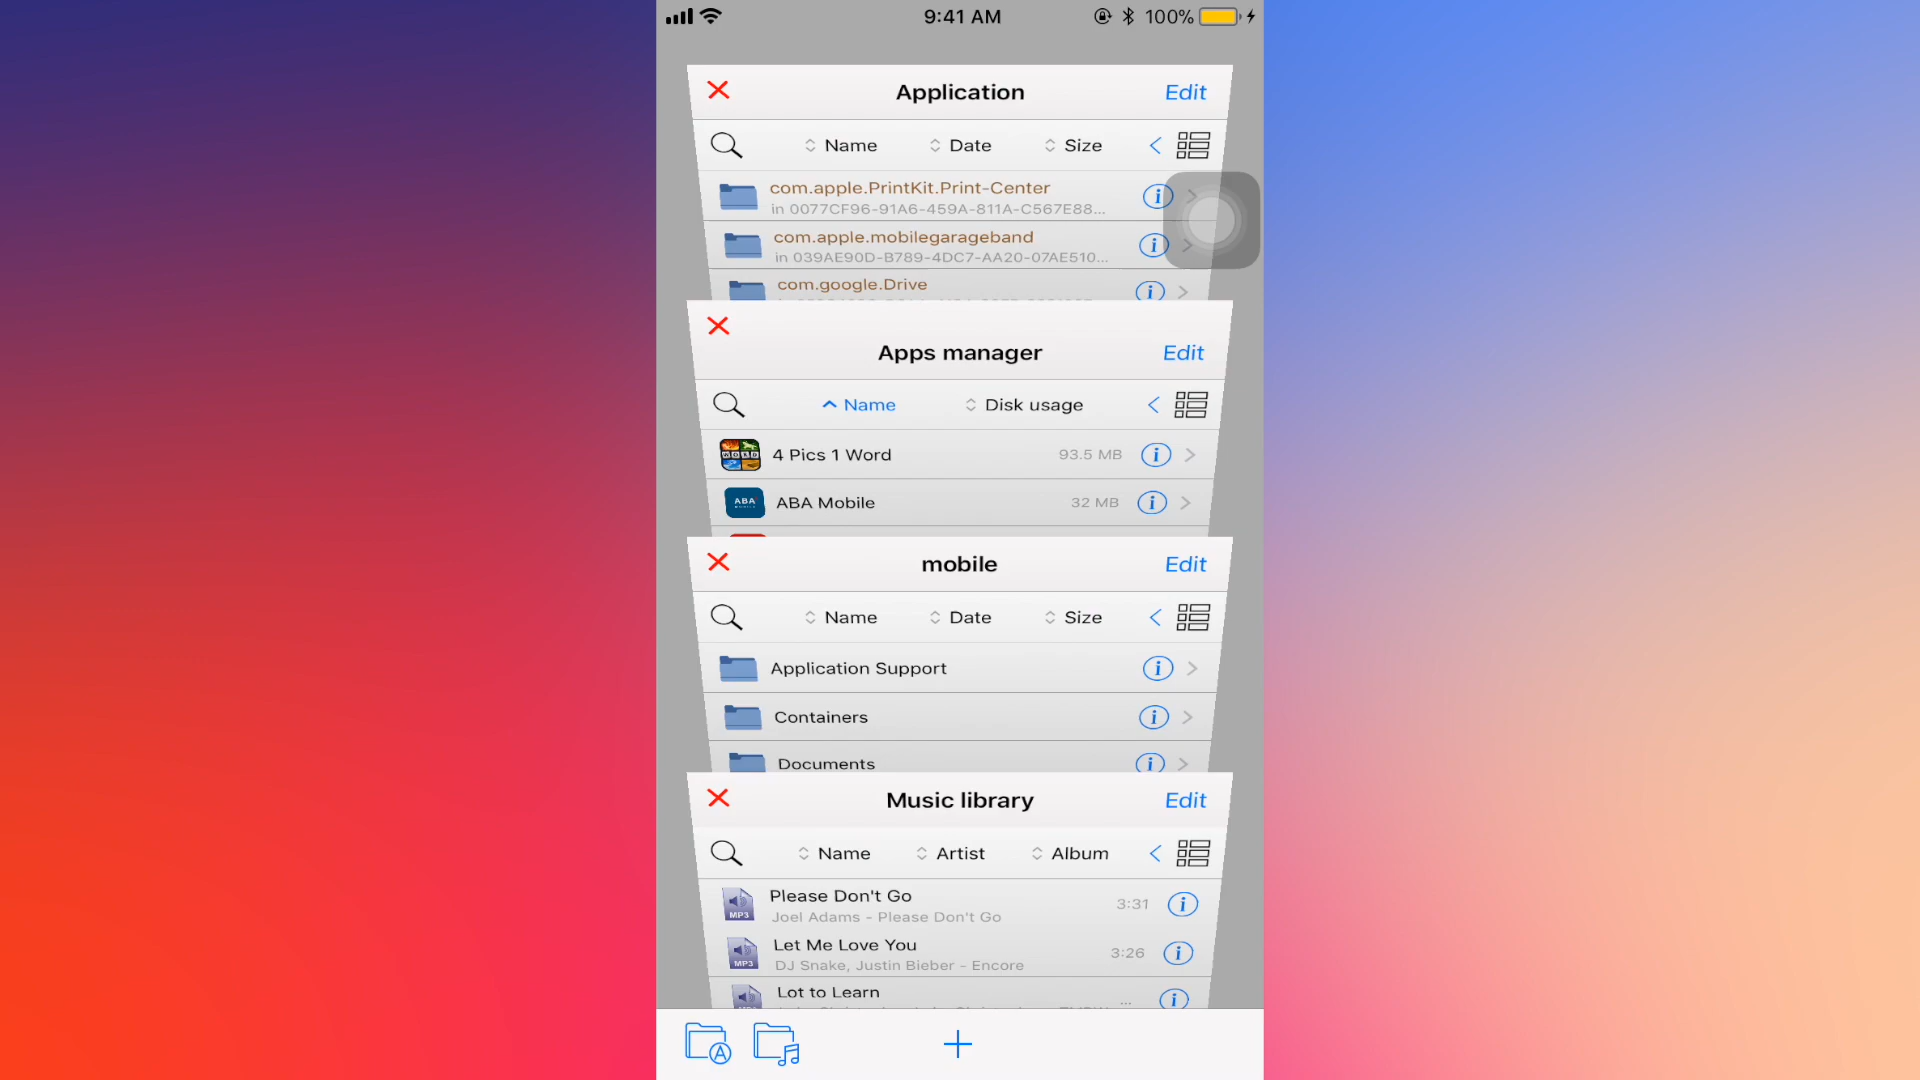 9:41 AM 100%
Application Edit
Name Date Size
com.apple.PrintKit.Print-Center
in 0077CF96-91A6-459A-811A-C567E88...
com.apple.mobilegarageband
in 039AE90D-B789-4DC7-AA20-07AE510...
com.google.Drive
Apps manager Edit
Name Disk usage
4 Pics 1 Word 93.5 MB
ABA Mobile 32 MB
mobile Edit
Name Date Size
Application Support
Containers
Documents
Music library Edit
Name Artist Album
Please Don't Go
Joel Adams - Please Don't Go 3:31
Let Me Love You
DJ Snake, Justin Bieber - Encore 3:26
Lot to Learn
...